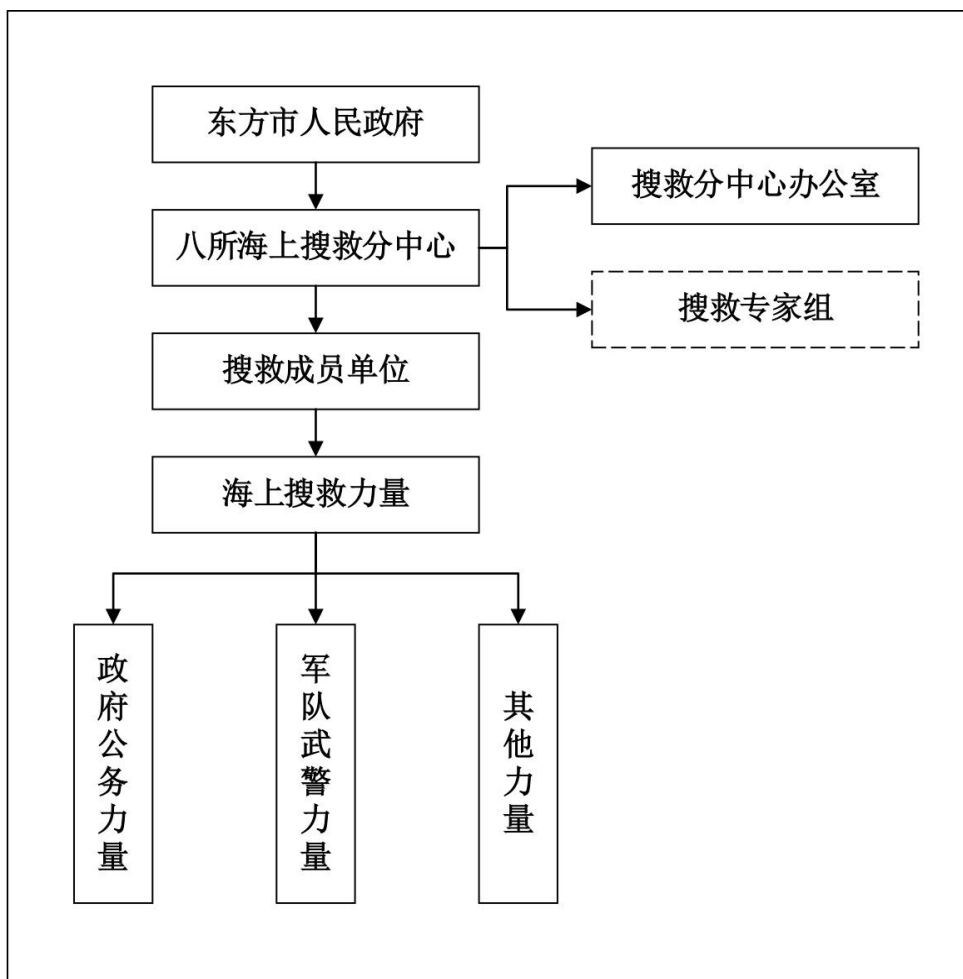 东方市人民政府
搜救分中心办公室
八所海上搜救分中心
搜救专家组
搜救成员单位
海上搜救力量
政府公务力量
军队武警力量
其他力量